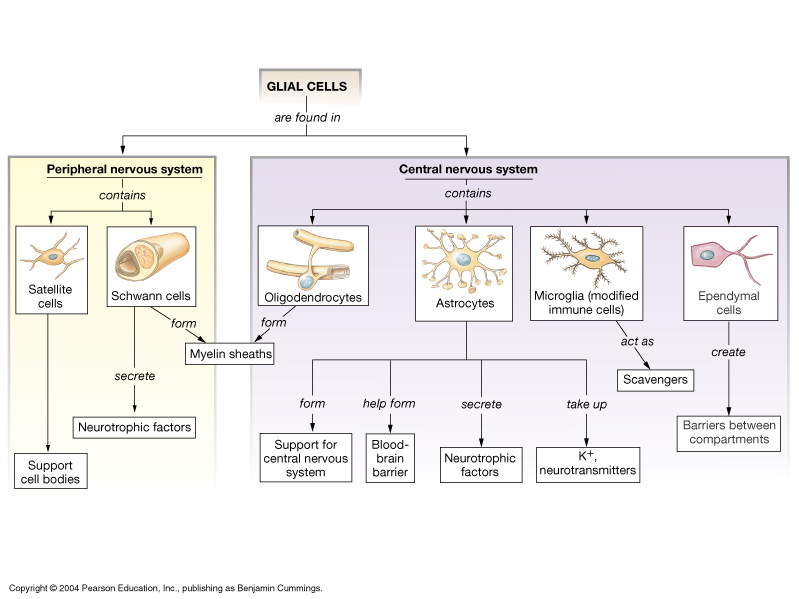 GLIAL CELLS
are found in
Peripheral nervous system
contains
Satellite
cells
Schwann cells
form
secrete
Neurotrophic factors
Support
cell bodies
Myelin sheaths
Central nervous system
contains
Oligodendrocytes
form
Astrocytes
Microglia (modified
immune cells)
Ependymal
cells
act as
Scavengers
create
Barriers between
compartments
form
help form
secrete
take up
Support for
central nervous
system
Blood-
brain
barrier
Neurotrophic
factors
K⁺,
neurotransmitters
Copyright © 2004 Pearson Education, Inc., publishing as Benjamin Cummings.